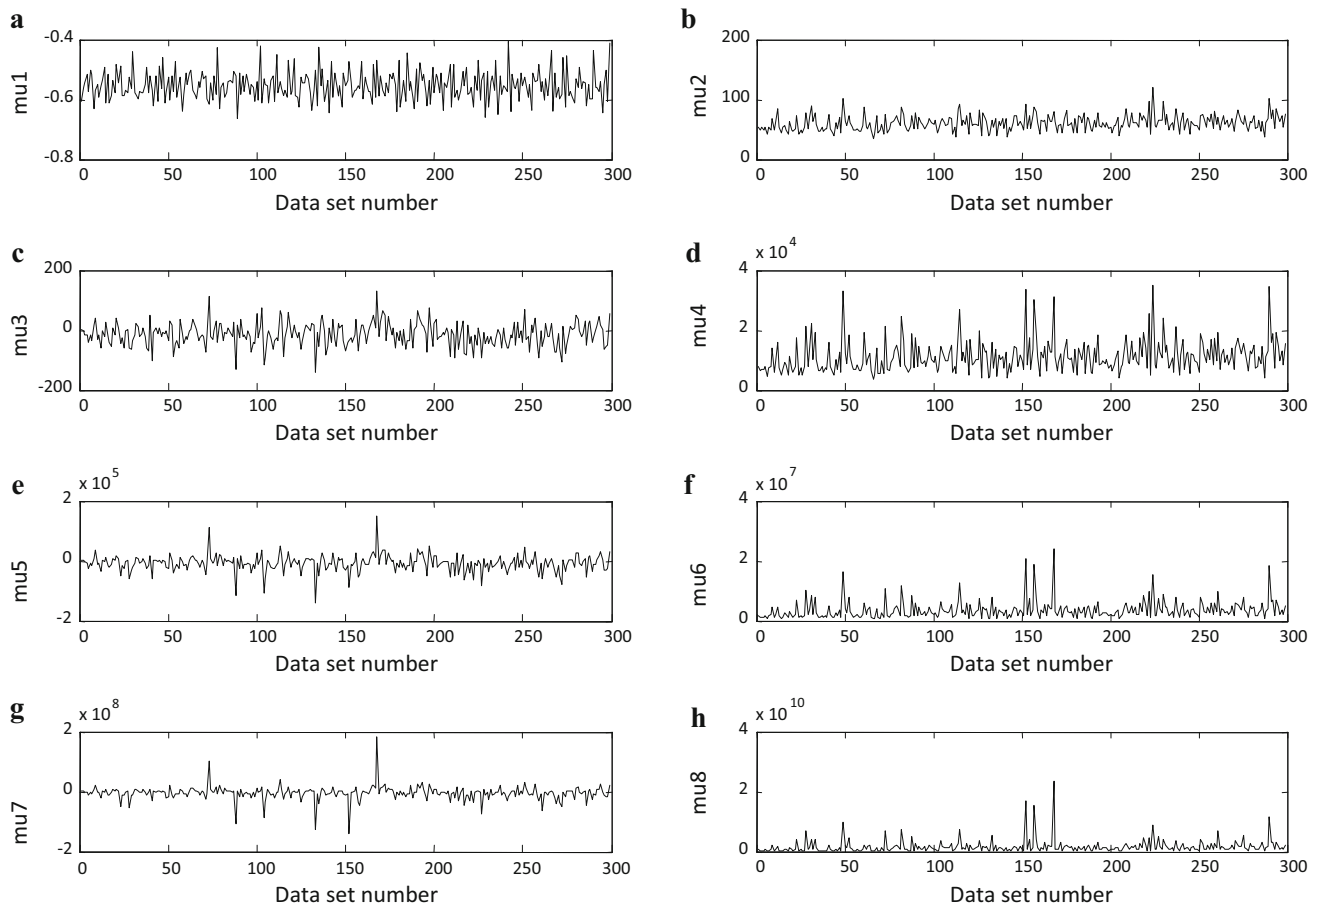 a
mu1
-0.4
-0.6
-0.8
0 50 100 150 200 250 300
Data set number
b
mu2
200
100
0
0 50 100 150 200 250 300
Data set number
c
mu3
200
0
-200
0 50 100 150 200 250 300
Data set number
d
x 10^4
mu4
4
2
0
0 50 100 150 200 250 300
Data set number
e
x 10^5
mu5
2
0
-2
0 50 100 150 200 250 300
Data set number
f
x 10^7
mu6
4
2
0
0 50 100 150 200 250 300
Data set number
g
x 10^8
mu7
2
0
-2
0 50 100 150 200 250 300
Data set number
h
x 10^10
mu8
4
2
0
0 50 100 150 200 250 300
Data set number